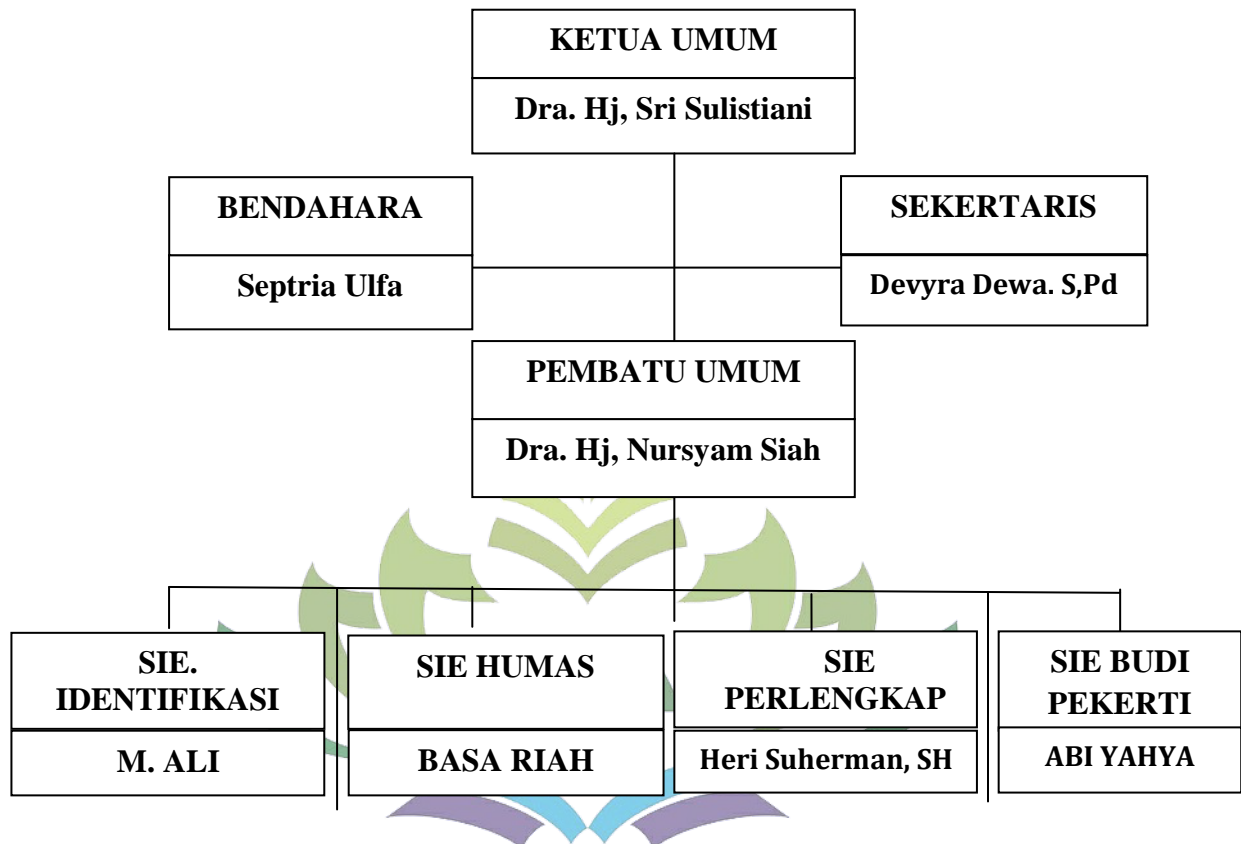 KETUA UMUM
Dra. Hj, Sri Sulistiani
BENDAHARA
Septria Ulfa
SEKERTARIS
Devyra Dewa. S,Pd
PEMBATU UMUM
Dra. Hj, Nursyam Siah
SIE.
IDENTIFIKASI
M. ALI
SIE HUMAS
BASA RIAH
SIE
PERLENGKAP
Heri Suherman, SH
SIE BUDI
PEKERTI
ABI YAHYA